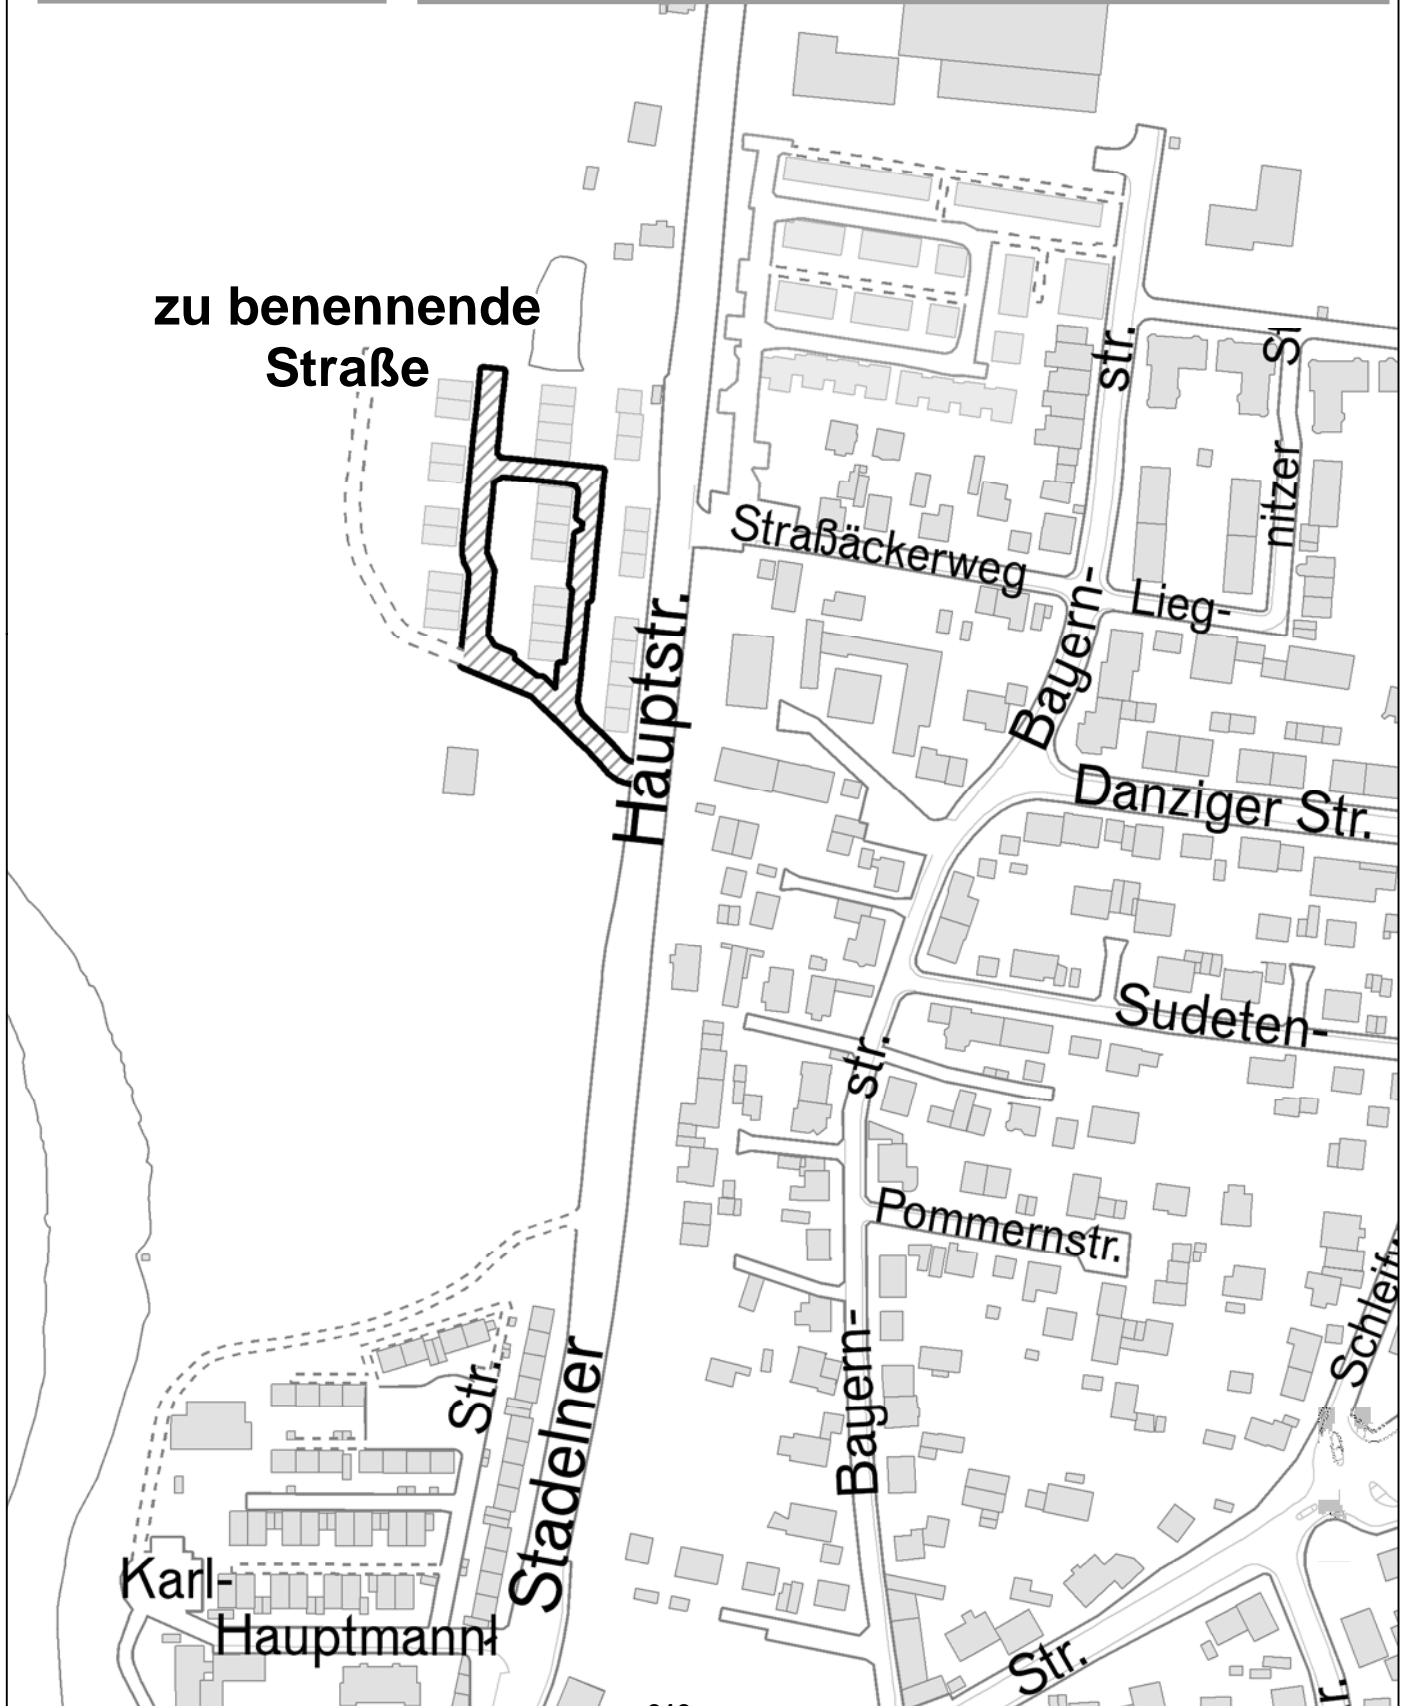 zu benennende
Straße
str.
nitzer
Straßäckerweg
Lieg-
Bayern-
Hauptstr.
Danziger Str.
Sudeten-
str.
Pommernstr.
Bayern-
Str.
Stadelner
Karl-
Hauptmann
Str.